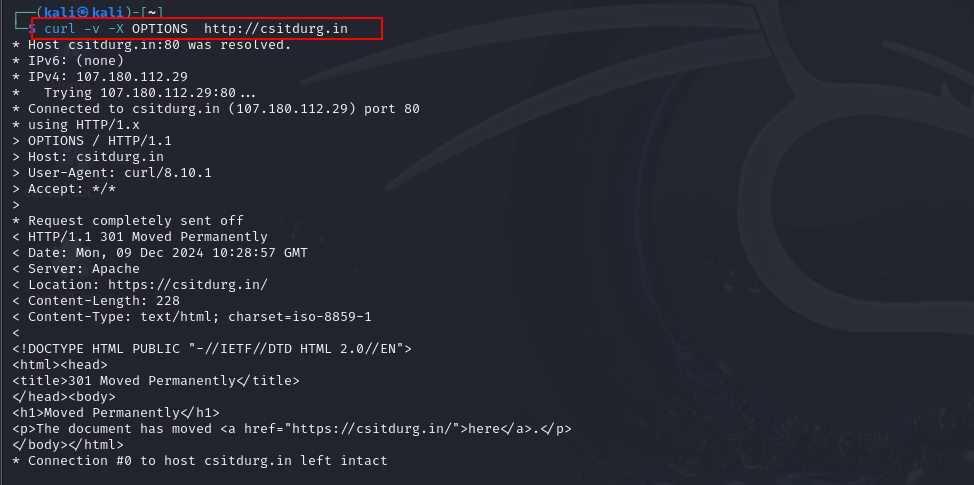 ┌──(kali㉿kali)-[~]
└─$ curl -v -X OPTIONS  http://csitdurg.in
* Host csitdurg.in:80 was resolved.
* IPv6: (none)
* IPv4: 107.180.112.29
*   Trying 107.180.112.29:80...
* Connected to csitdurg.in (107.180.112.29) port 80
* using HTTP/1.x
> OPTIONS / HTTP/1.1
> Host: csitdurg.in
> User-Agent: curl/8.10.1
> Accept: */*
>
* Request completely sent off
< HTTP/1.1 301 Moved Permanently
< Date: Mon, 09 Dec 2024 10:28:57 GMT
< Server: Apache
< Location: https://csitdurg.in/
< Content-Length: 228
< Content-Type: text/html; charset=iso-8859-1
<
<!DOCTYPE HTML PUBLIC "-//IETF//DTD HTML 2.0//EN">
<html><head>
<title>301 Moved Permanently</title>
</head><body>
<h1>Moved Permanently</h1>
<p>The document has moved <a href="https://csitdurg.in/">here</a>.</p>
</body></html>
* Connection #0 to host csitdurg.in left intact